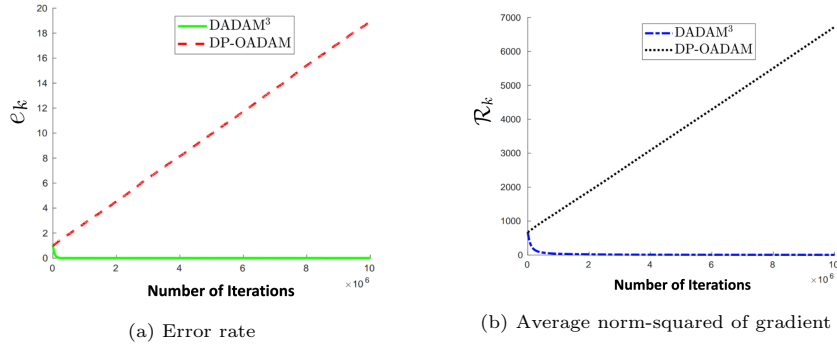 20
18
16
14
12
10
8
6
4
2
0
e_k
DADAM³
DP-OADAM
0 2 4 6 8 10
×10⁶
Number of Iterations
(a) Error rate
7000
6000
5000
4000
3000
2000
1000
0
ℛ_k
DADAM³
DP-OADAM
0 2 4 6 8 10
×10⁶
Number of Iterations
(b) Average norm-squared of gradient